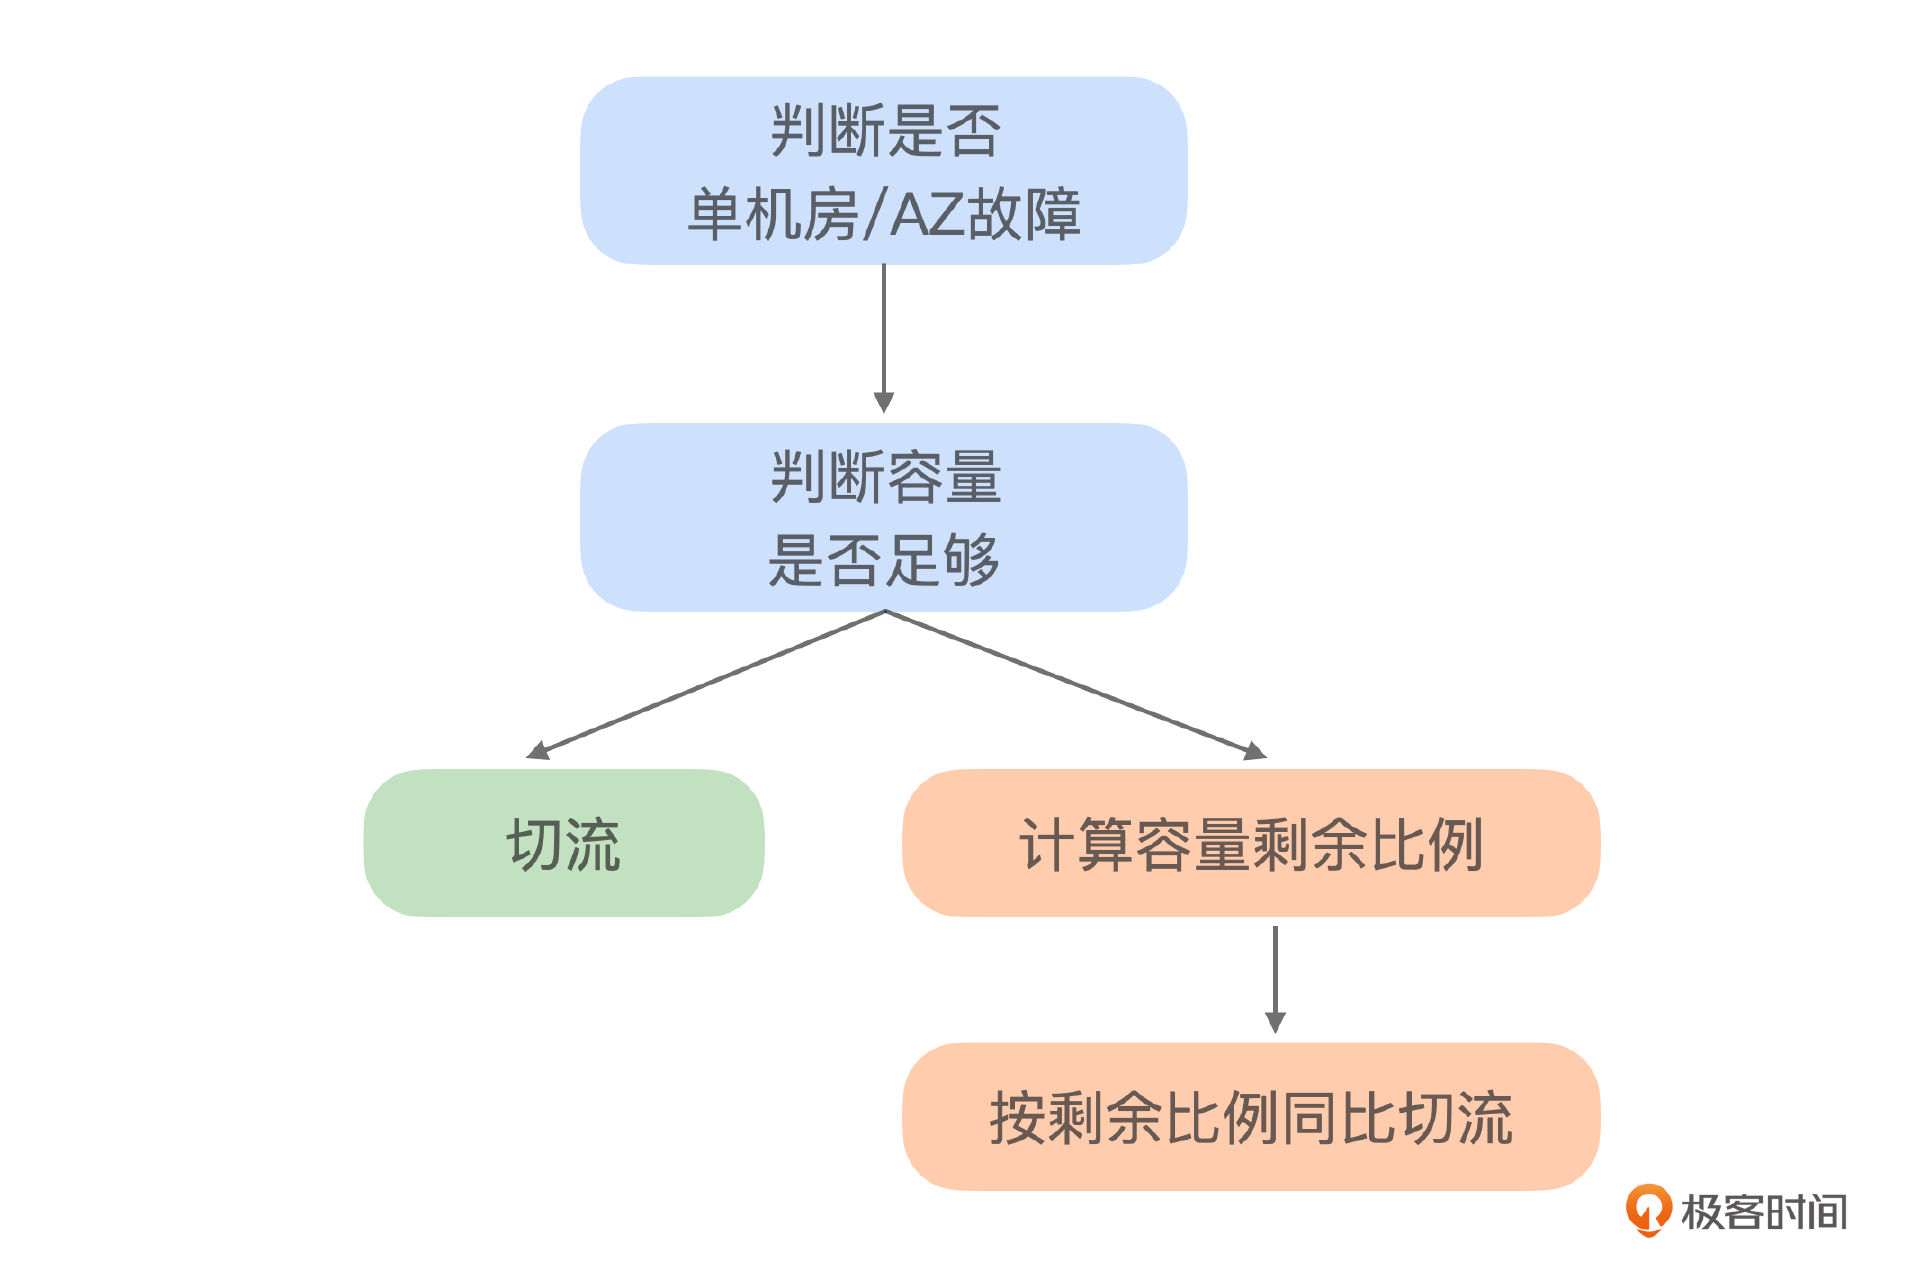 判断是否
单机房/AZ故障
判断容量
是否足够
切流
计算容量剩余比例
按剩余比例同比切流
极客时间